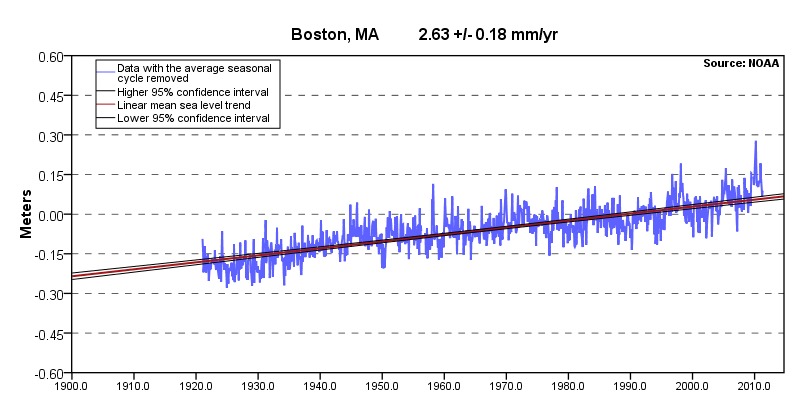 Boston, MA 2.63 +/- 0.18 mm/yr
Source: NOAA
Data with the average seasonal
cycle removed
Higher 95% confidence interval
Linear mean sea level trend
Lower 95% confidence interval
Meters
0.60
0.45
0.30
0.15
0.00
-0.15
-0.30
-0.45
-0.60
1900.0 1910.0 1920.0 1930.0 1940.0 1950.0 1960.0 1970.0 1980.0 1990.0 2000.0 2010.0